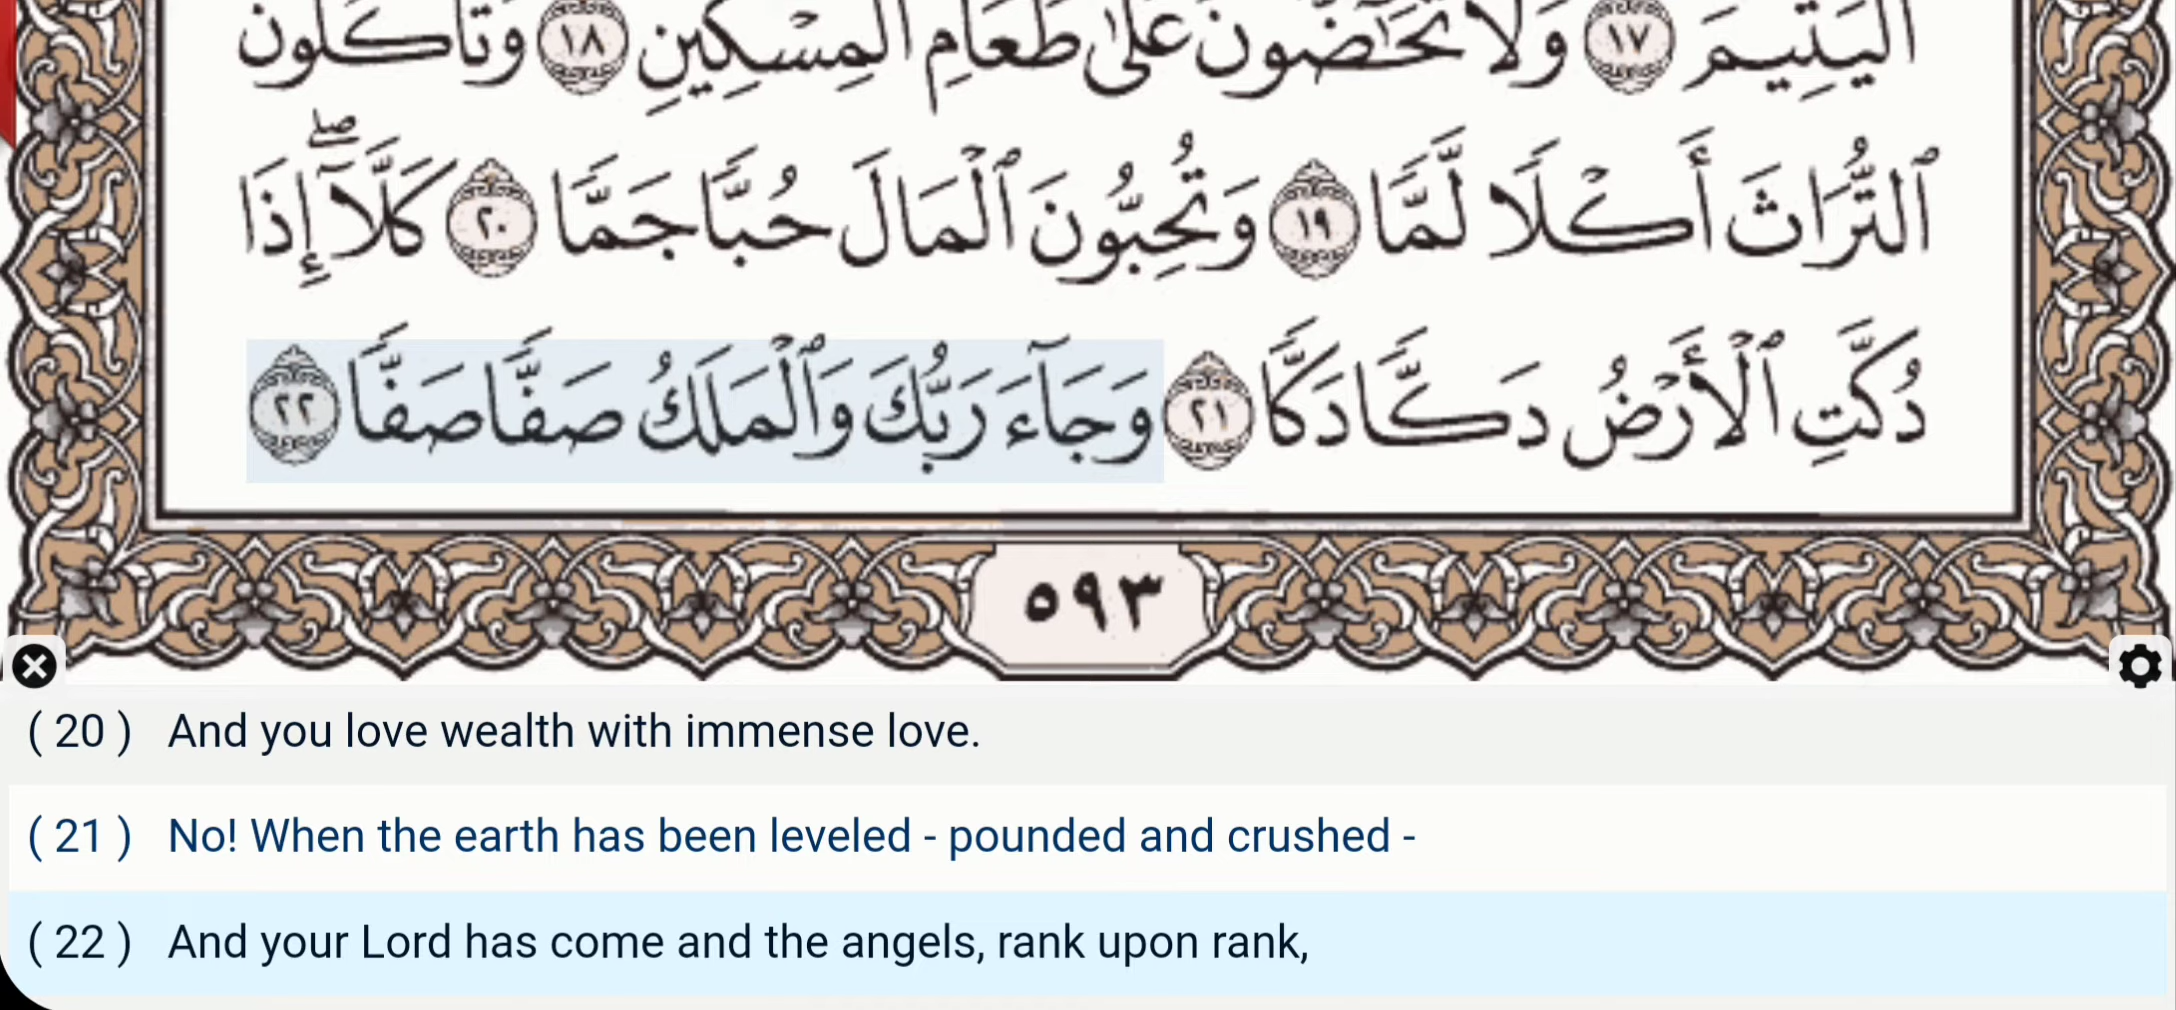 ٱلۡيَتِيمَ ١٧ وَلَا تَحَٰٓضُّونَ عَلَىٰ طَعَامِ ٱلۡمِسۡكِينِ ١٨ وَتَأۡكُلُونَ
ٱلتُّرَاثَ أَكۡلٗا لَّمّٗا ١٩ وَتُحِبُّونَ ٱلۡمَالَ حُبّٗا جَمّٗا ٢٠ كَلَّآۖ إِذَا
دُكَّتِ ٱلۡأَرۡضُ دَكّٗا دَكّٗا ٢١ وَجَآءَ رَبُّكَ وَٱلۡمَلَكُ صَفّٗا صَفّٗا ٢٢
٥٩٣
( 20 ) And you love wealth with immense love.
( 21 ) No! When the earth has been leveled - pounded and crushed -
( 22 ) And your Lord has come and the angels, rank upon rank,